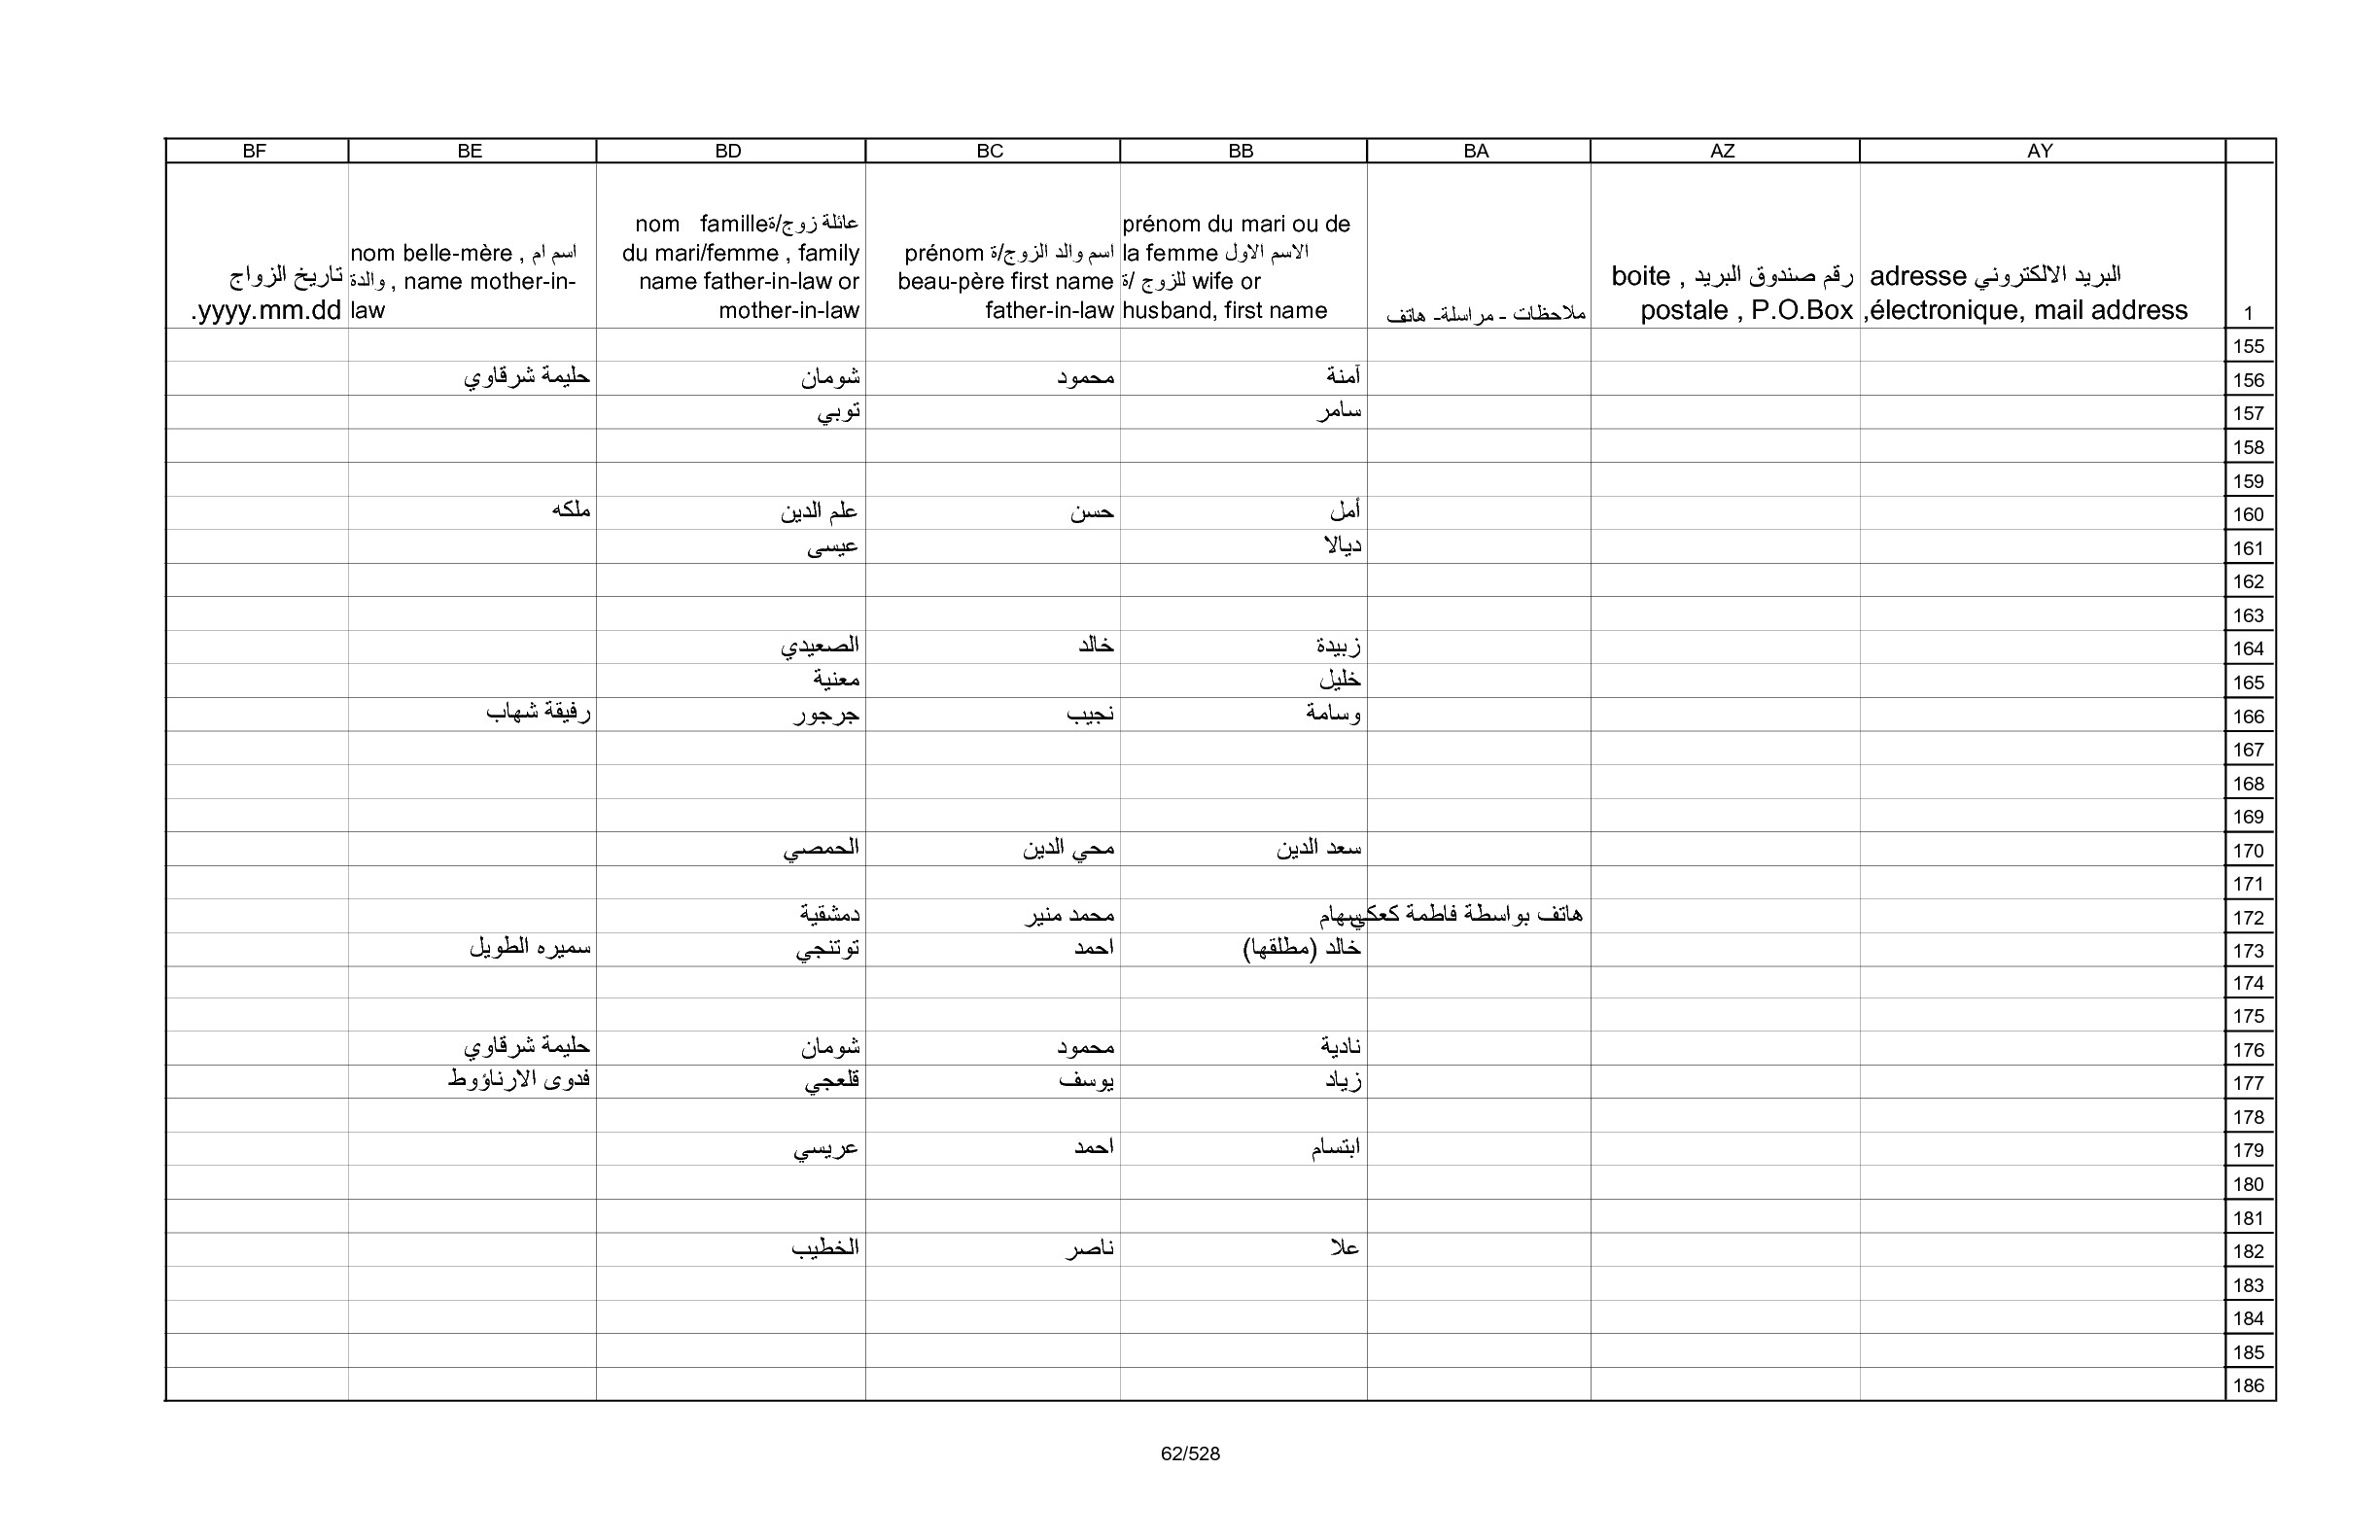 BF BE BD BC BB BA AZ AY
1
البريد الالكتروني adresse
électronique, mail address,
رقم صندوق البريد , boite
postale , P.O.Box
ملاحظات - مراسلة- هاتف
prénom du mari ou de
la femme الاسم الاول
للزوج /ة wife or
husband, first name
اسم والد الزوج/ة prénom
beau-père first name
father-in-law
عائلة زوج/ة nom famille
du mari/femme , family
name father-in-law or
mother-in-law
nom belle-mère , اسم ام
والدة , name mother-in-
law
تاريخ الزواج
yyyy.mm.dd.
155
156 آمنة محمود شومان حليمة شرقاوي
157 سامر توبي
158
159
160 أمل حسن علم الدين ملكه
161 ديالا عيسى
162
163
164 زبيدة خالد الصعيدي
165 خليل معنية
166 وسامة نجيب جرجور رفيقة شهاب
167
168
169
170 سعد الدين محي الدين الحمصي
171
172 هاتف بواسطة فاطمة كعكي سهام محمد منير دمشقية
173 خالد (مطلقها) احمد توتنجي سميره الطويل
174
175
176 نادية محمود شومان حليمة شرقاوي
177 زياد يوسف قلعجي فدوى الارناؤوط
178
179 ابتسام احمد عريسي
180
181
182 علا ناصر الخطيب
183
184
185
186
62/528